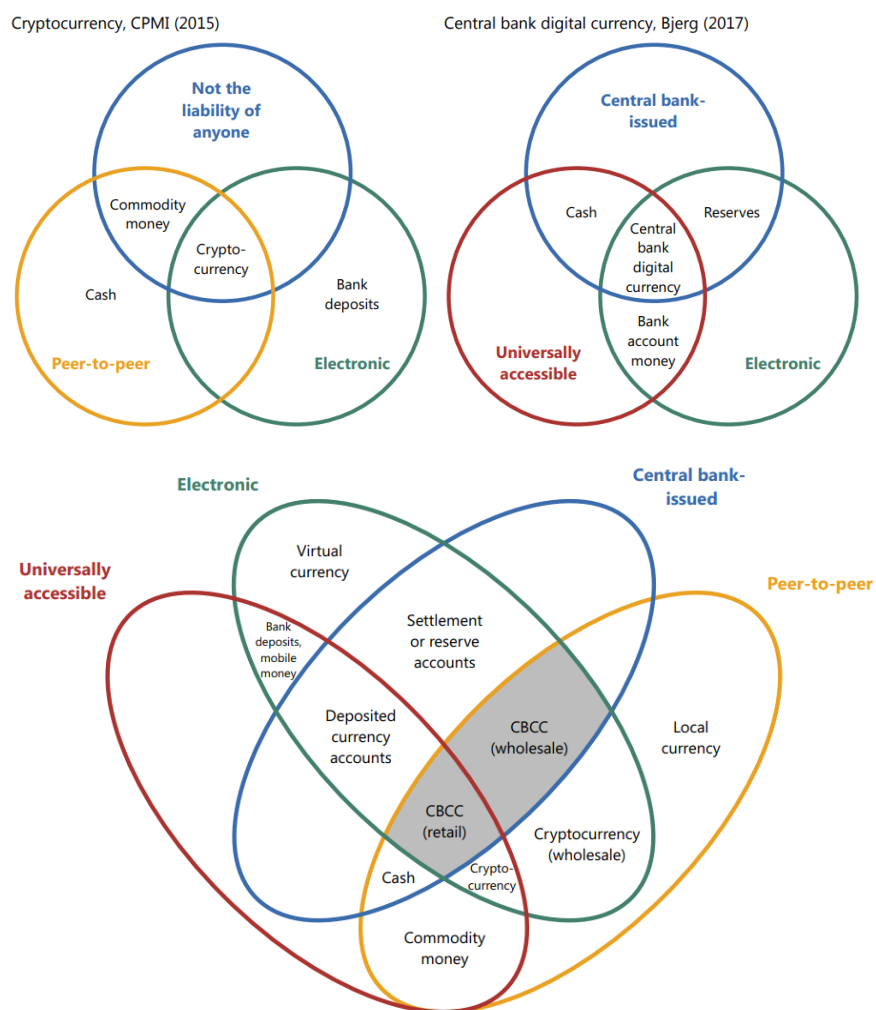 Cryptocurrency, CPMI (2015)
Not the
liability of
anyone
Commodity
money
Crypto-
currency
Cash
Bank
deposits
Peer-to-peer
Electronic
Central bank digital currency, Bjerg (2017)
Central bank-
issued
Cash
Reserves
Central
bank
digital
currency
Bank
account
money
Universally
accessible
Electronic
Electronic
Central bank-
issued
Universally
accessible
Peer-to-peer
Virtual
currency
Bank
deposits,
mobile
money
Settlement
or reserve
accounts
Deposited
currency
accounts
CBCC
(wholesale)
Local
currency
CBCC
(retail)
Cryptocurrency
(wholesale)
Cash
Crypto-
currency
Commodity
money